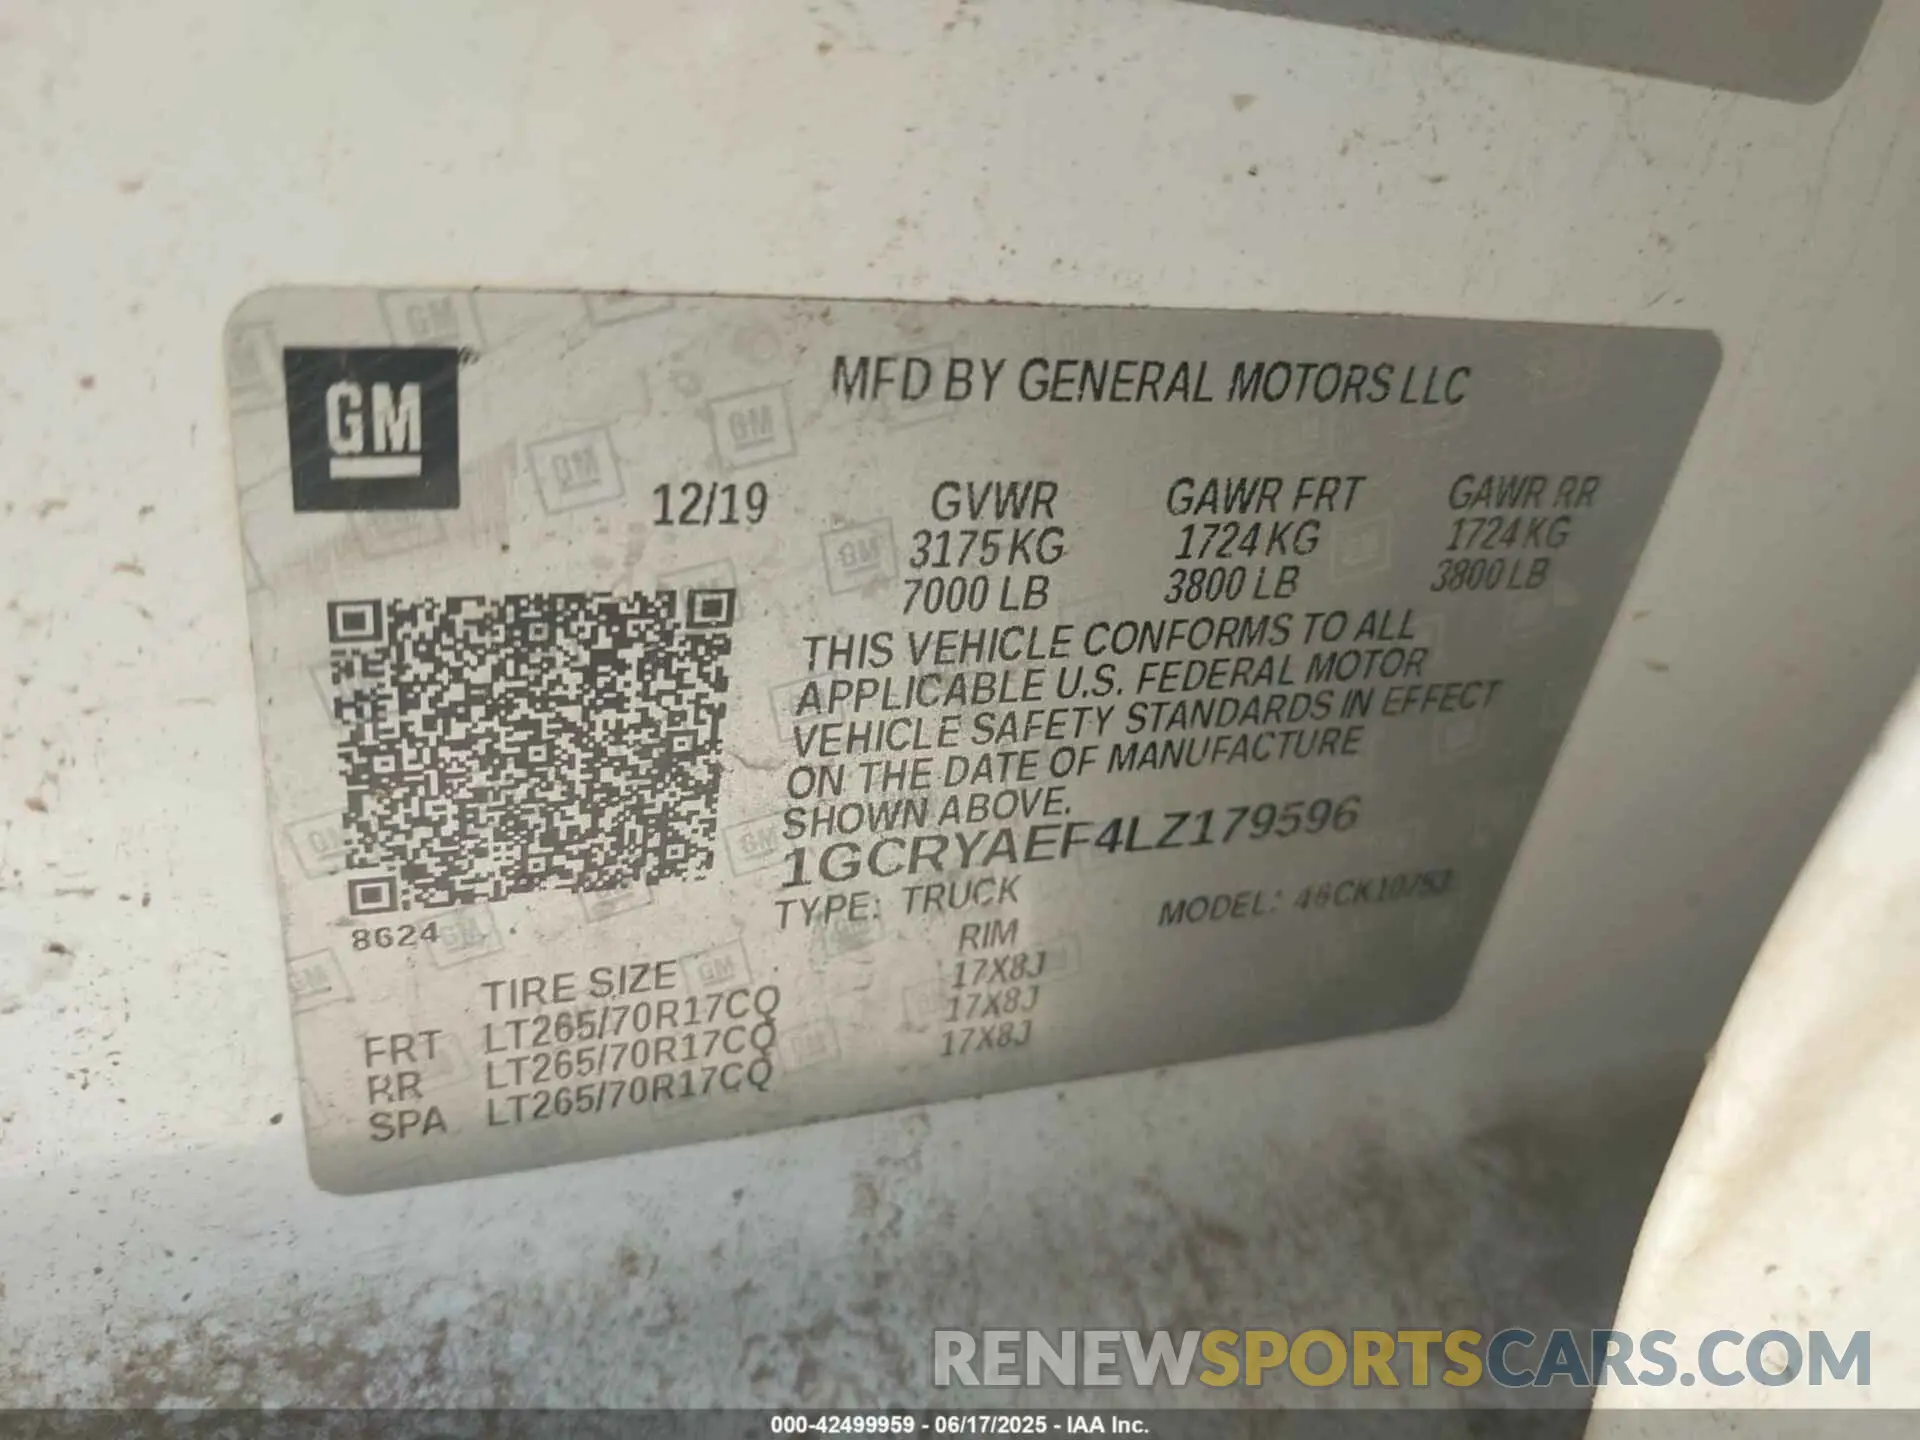 GM
MFD BY GENERAL MOTORS LLC
12/19 GVWR GAWR FRT GAWR RR
3175 KG 1724 KG 1724 KG
7000 LB 3800 LB 3800 LB
THIS VEHICLE CONFORMS TO ALL
APPLICABLE U.S. FEDERAL MOTOR
VEHICLE SAFETY STANDARDS IN EFFECT
ON THE DATE OF MANUFACTURE
SHOWN ABOVE.
1GCRYAEF4LZ179596
TYPE: TRUCK MODEL:
8624
TIRE SIZE RIM
FRT LT265/70R17CQ 17X8J
RR LT265/70R17CQ 17X8J
SPA LT265/70R17CQ 17X8J
RENEWSPORTSCARS.COM
000-42499959 - 06/17/2025 - IAA Inc.